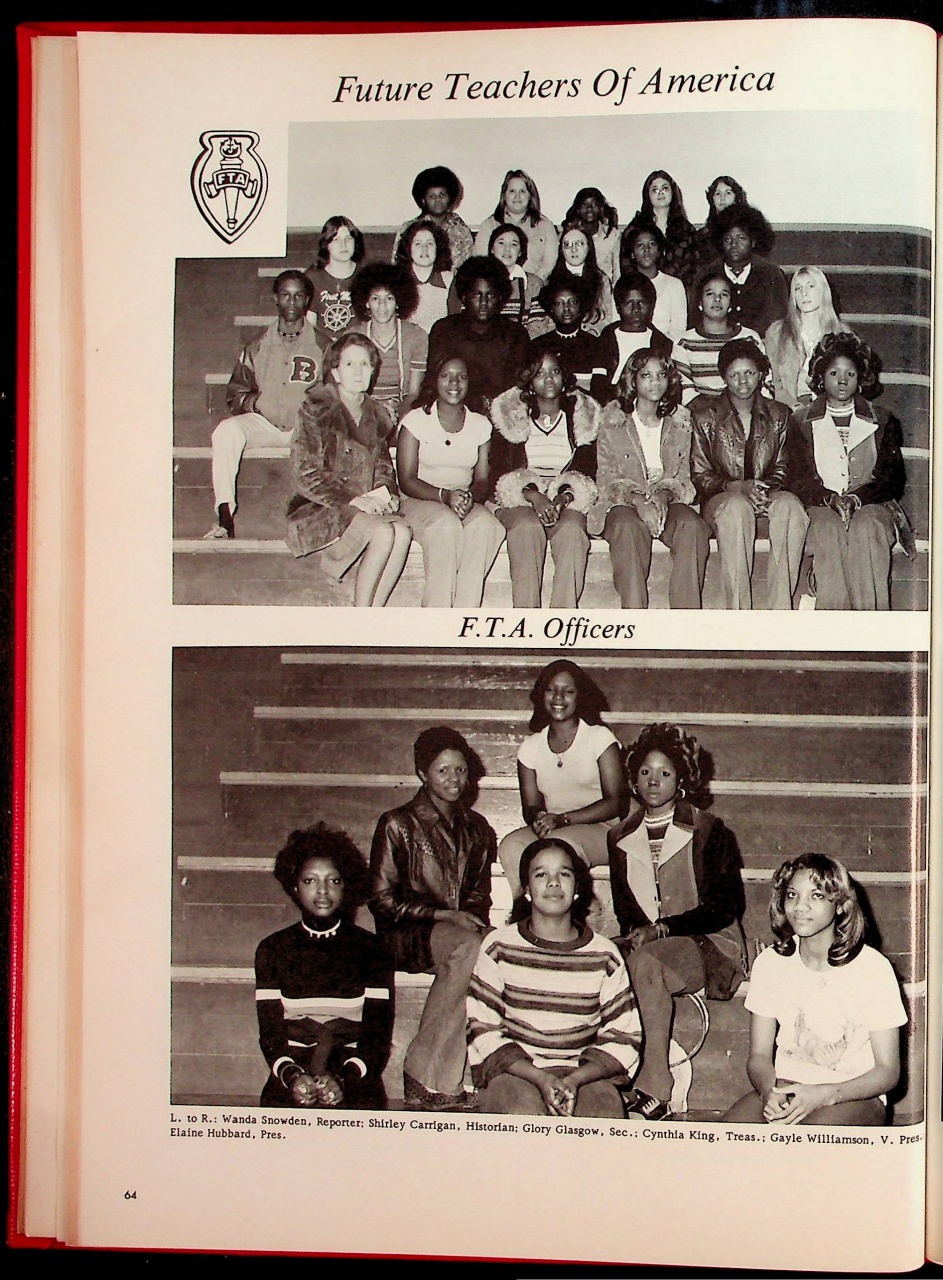 Future Teachers Of America
FTA
B
F.T.A. Officers
L. to R.: Wanda Snowden, Reporter; Shirley Carrigan, Historian; Glory Glasgow, Sec.; Cynthia King, Treas.; Gayle Williamson, V. Pres.
Elaine Hubbard, Pres.
64